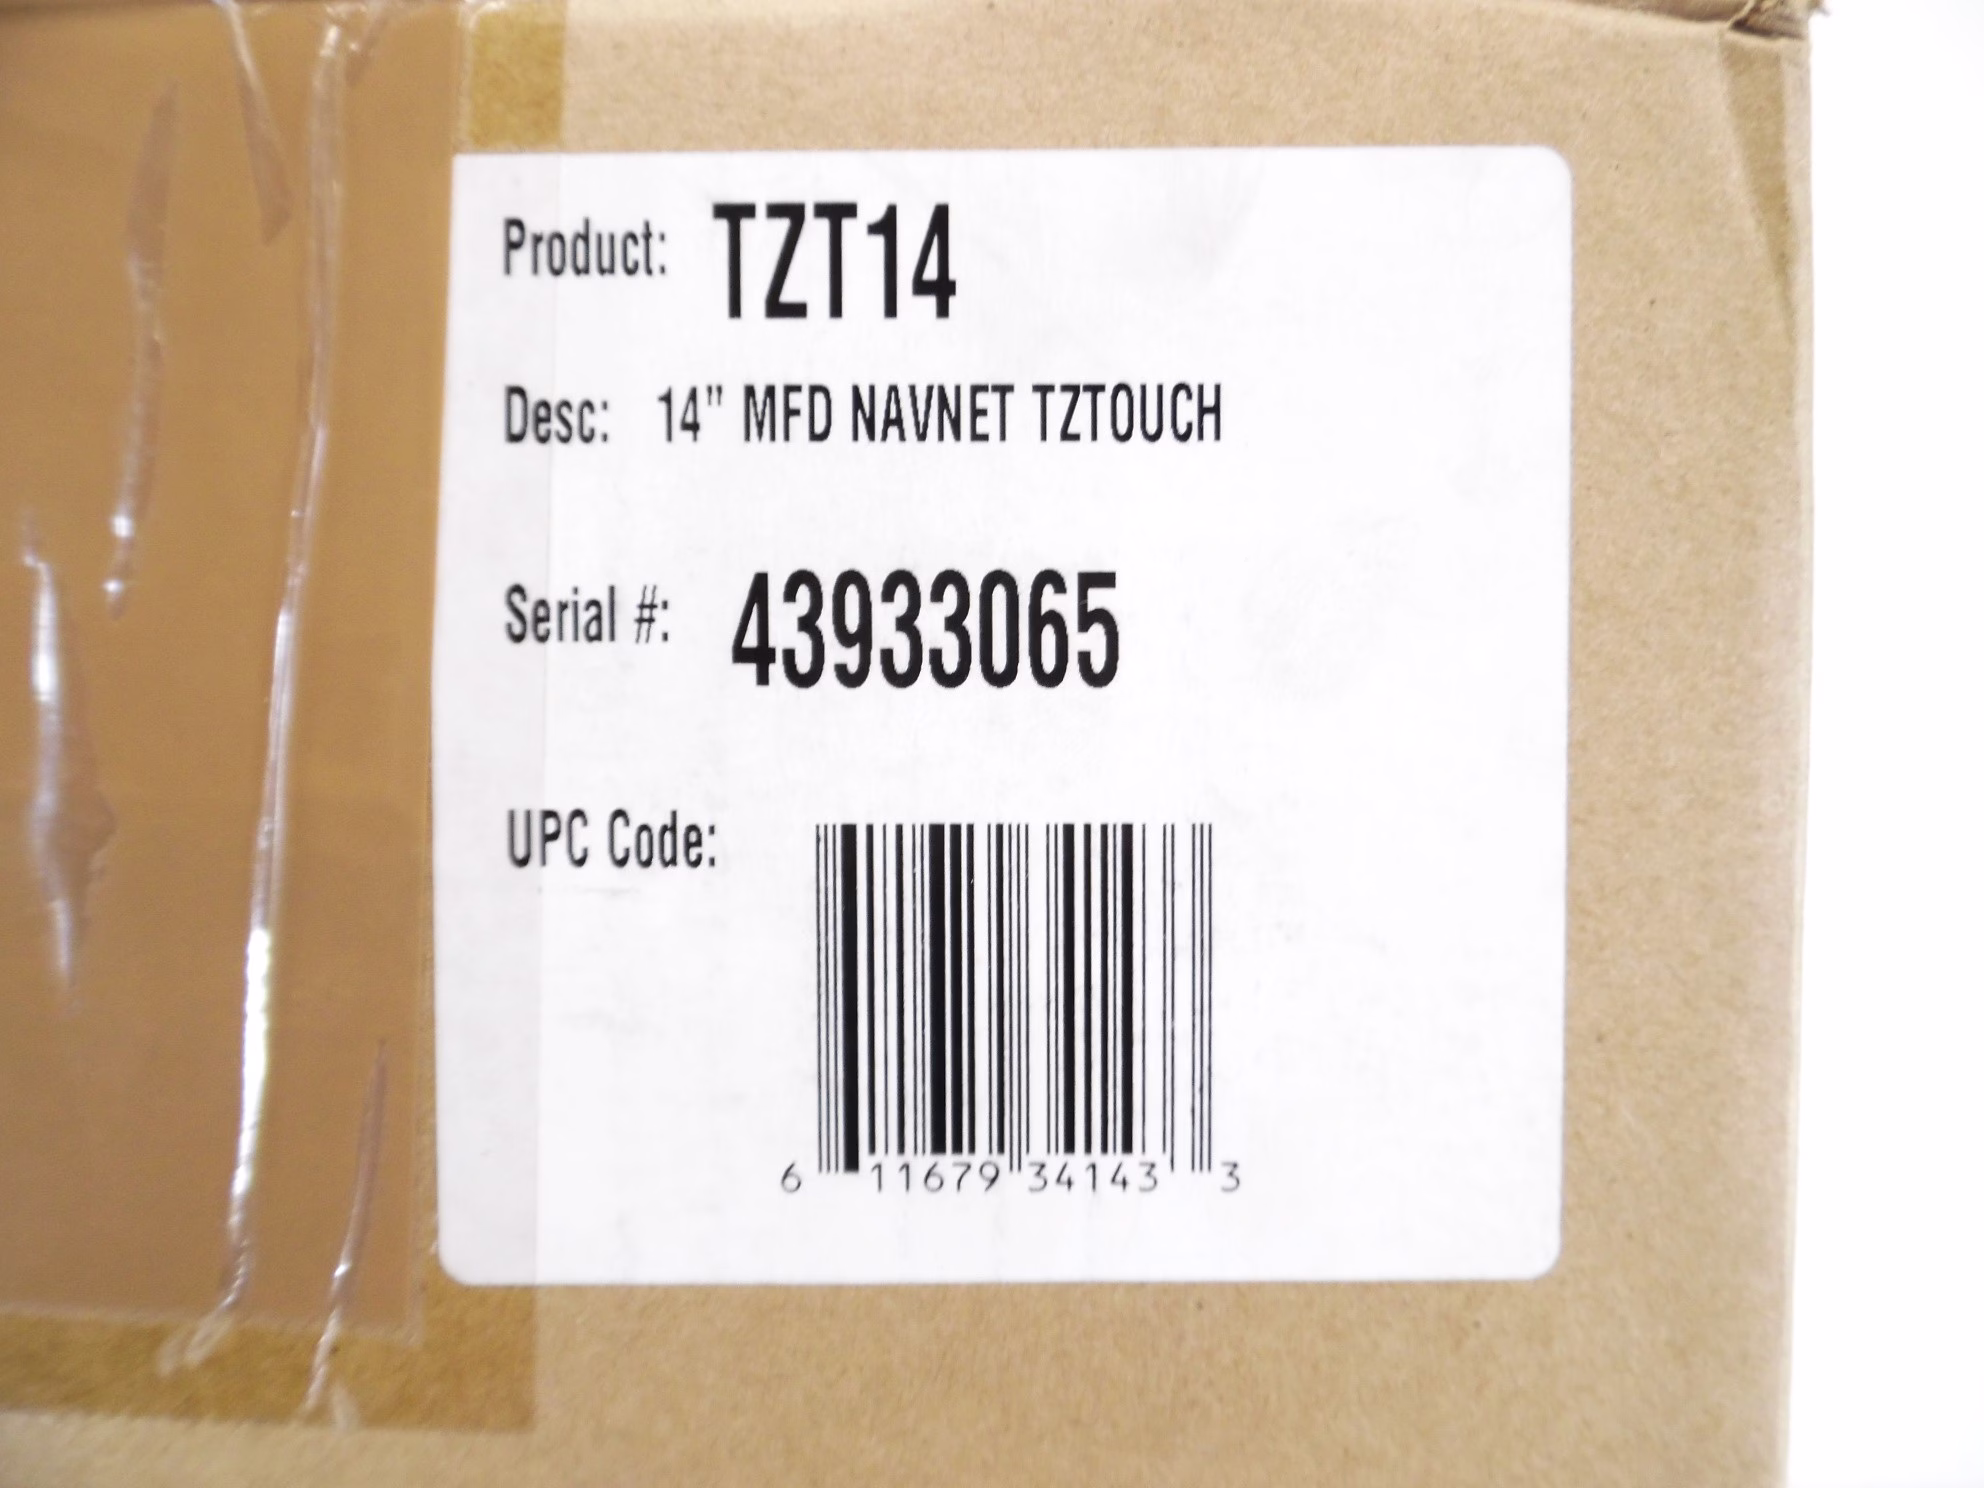 Product: TZT14
Desc: 14" MFD NAVNET TZTOUCH
Serial #: 43933065
UPC Code:
6 11679 34143 3